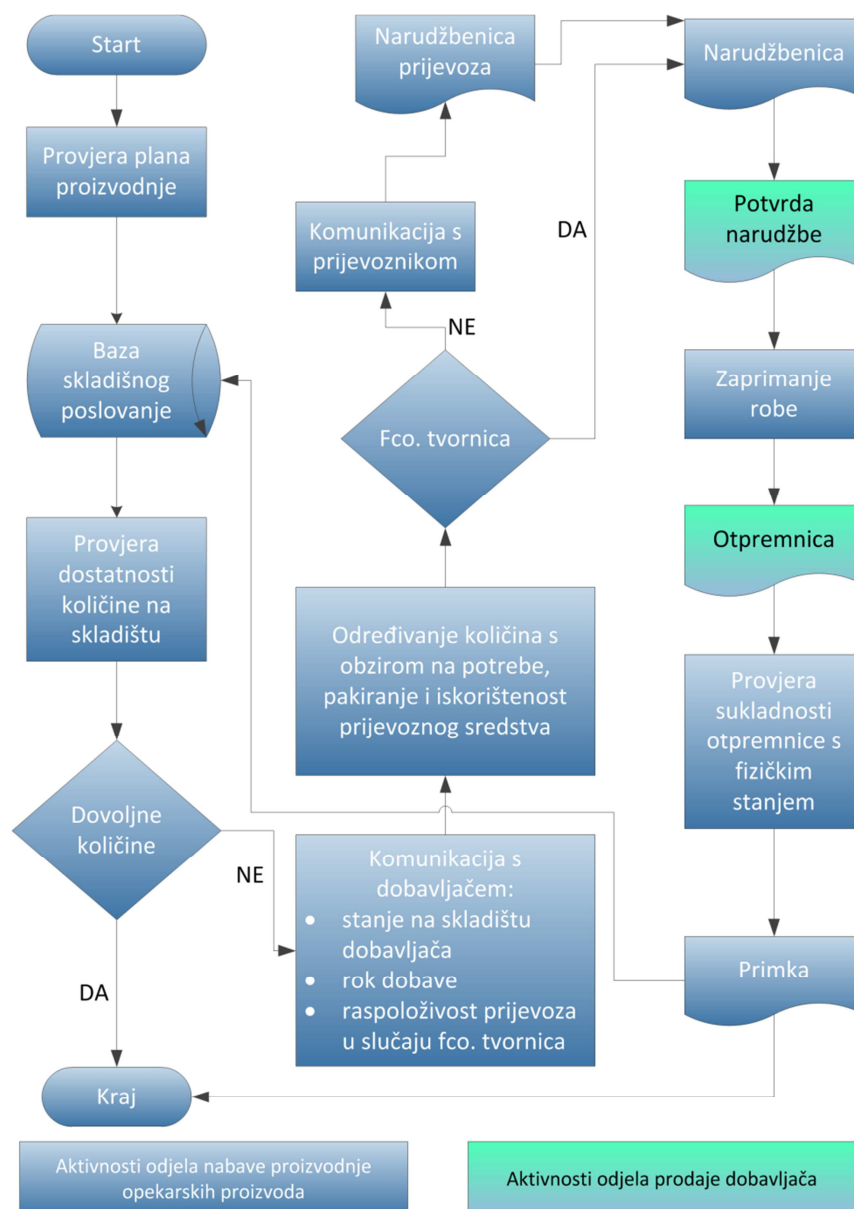 Start
Provjera plana
proizvodnje
Baza
skladišnog
poslovanje
Provjera
dostatnosti
količine na
skladištu
Dovoljne
količine
NE
DA
Kraj
Komunikacija s
dobavljačem:
• stanje na skladištu
dobavljača
• rok dobave
• raspoloživost prijevoza
u slučaju fco. tvornica
Određivanje količina s
obzirom na potrebe,
pakiranje i iskorištenost
prijevoznog sredstva
Fco. tvornica
NE
DA
Komunikacija s
prijevoznikom
Narudžbenica
prijevoza
Narudžbenica
Potvrda
narudžbe
Zaprimanje
robe
Otpremnica
Provjera
sukladnosti
otpremnice s
fizičkim
stanjem
Primka
Aktivnosti odjela nabave proizvodnje
opekarskih proizvoda
Aktivnosti odjela prodaje dobavljača